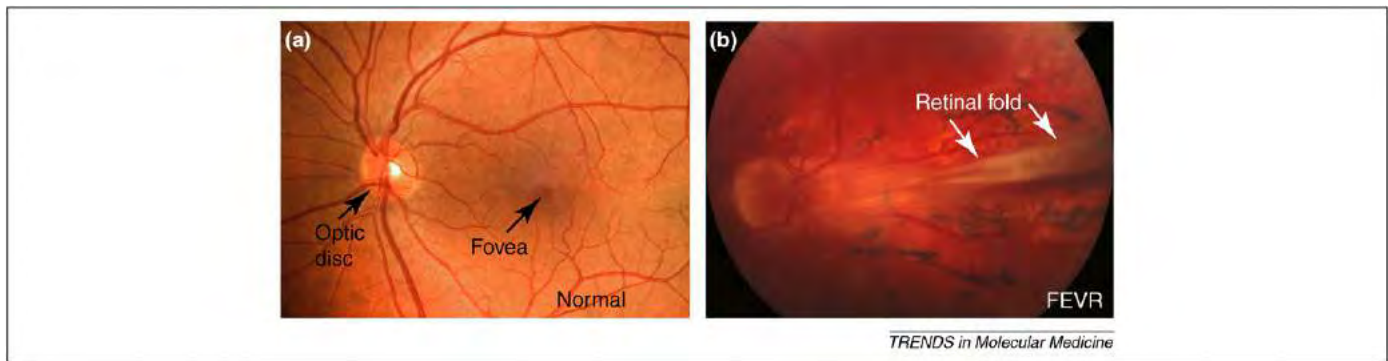 (a)
Optic
disc
Fovea
Normal
(b)
Retinal fold
FEVR
TRENDS in Molecular Medicine